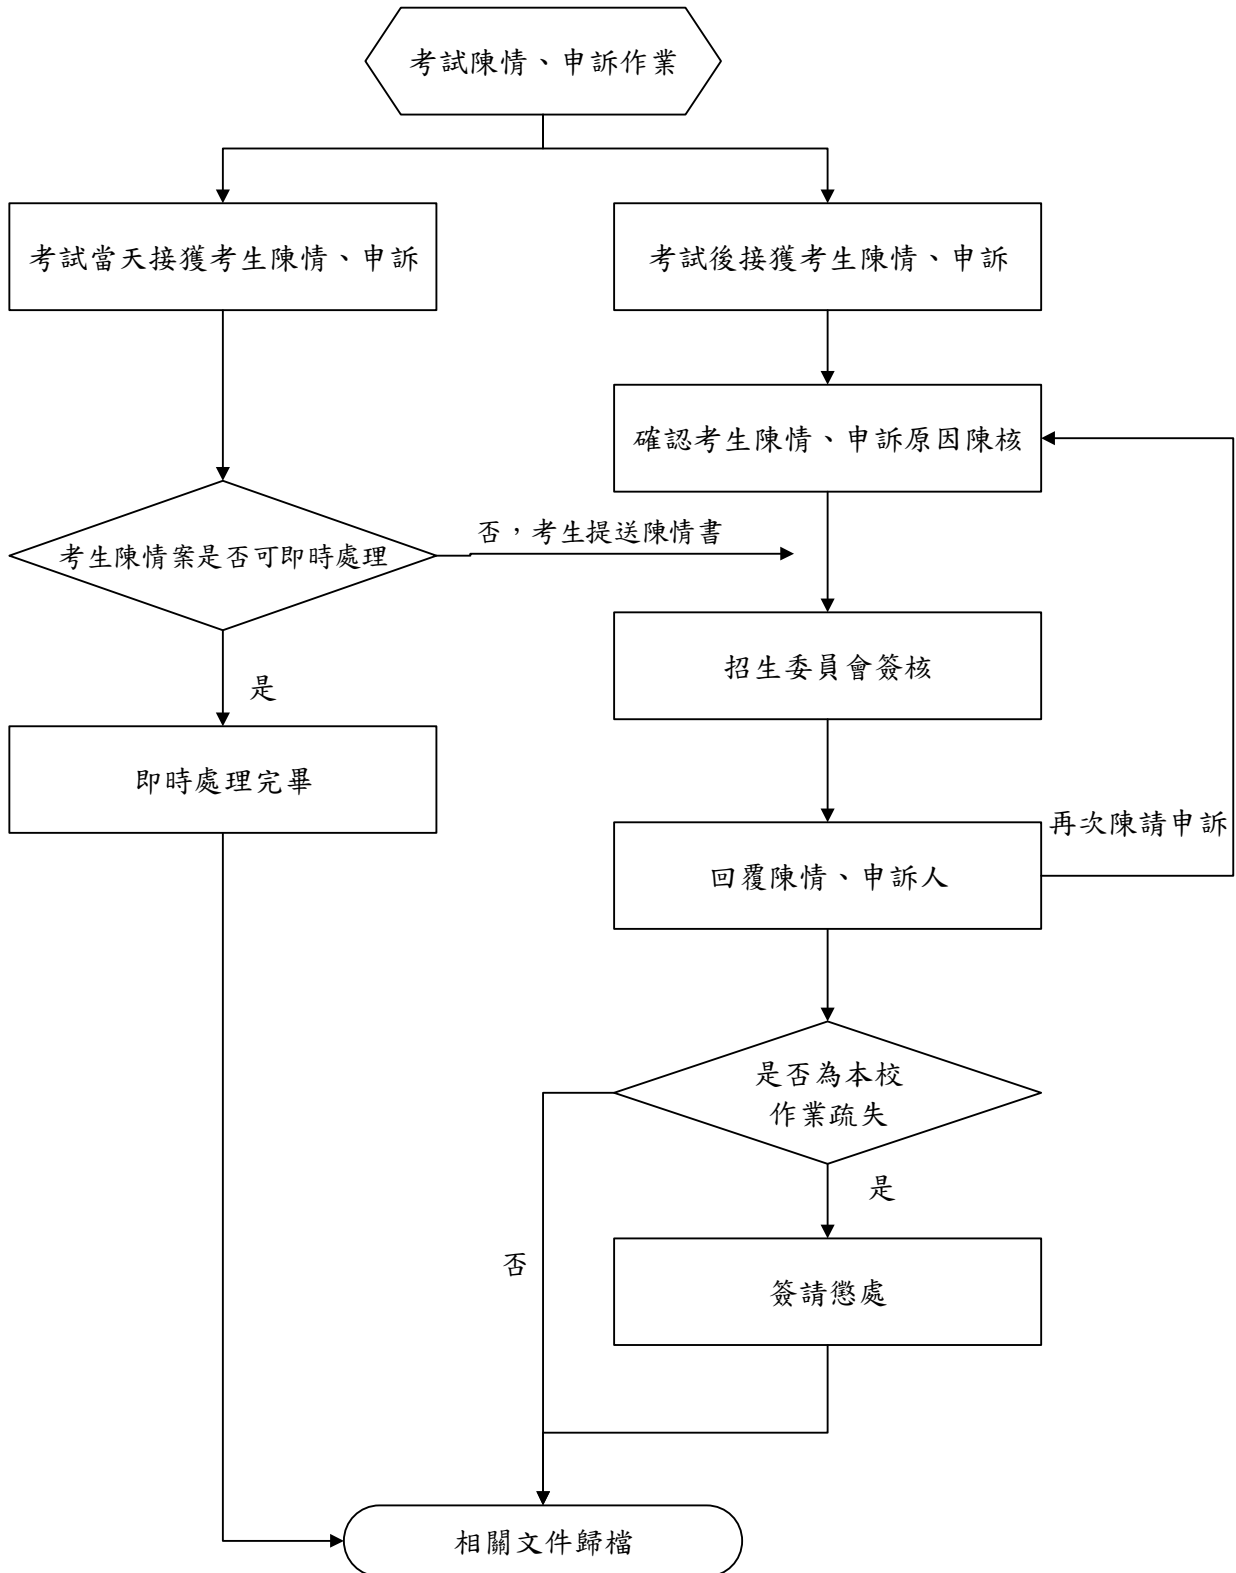 考試陳情、申訴作業
考試當天接獲考生陳情、申訴
考試後接獲考生陳情、申訴
確認考生陳情、申訴原因陳核
否，考生提送陳情書
考生陳情案是否可即時處理
招生委員會簽核
是
即時處理完畢
再次陳請申訴
回覆陳情、申訴人
是否為本校
作業疏失
是
否
簽請懲處
相關文件歸檔